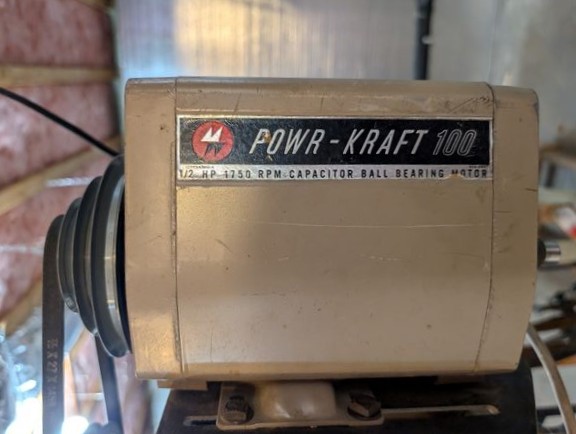 POWR-KRAFT 100
1/2 HP 1750 RPM CAPACITOR BALL BEARING MOTOR